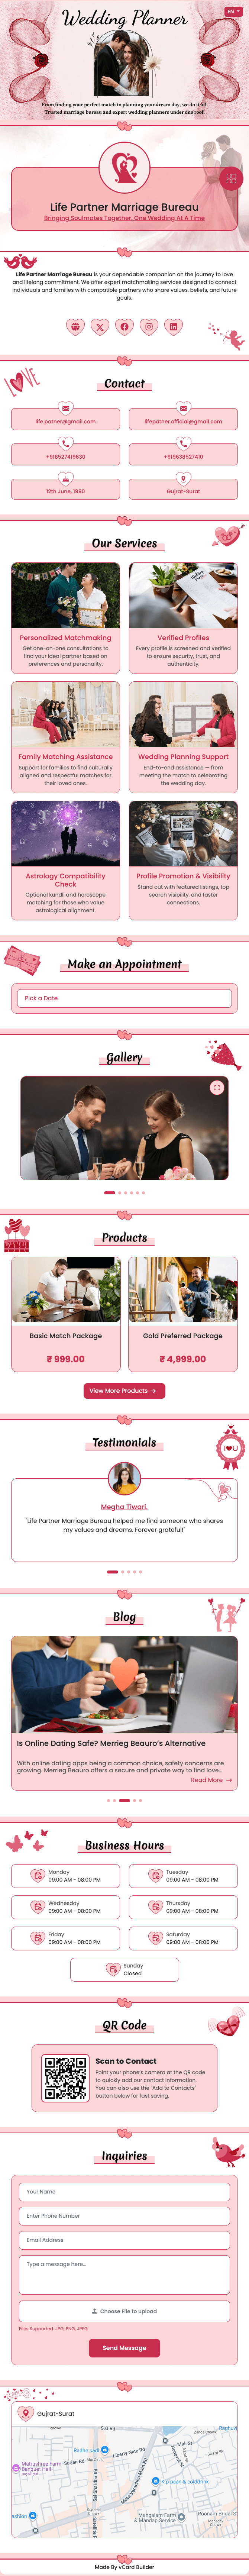 EN
Wedding Planner
From finding your perfect match to planning your dream day, we do it all.
Trusted marriage bureau and expert wedding planners under one roof.
Life Partner Marriage Bureau
Bringing Soulmates Together, One Wedding At A Time
Life Partner Marriage Bureau is your dependable companion on the journey to love
and lifelong commitment. We offer expert matchmaking services designed to connect
individuals and families with compatible partners who share values, beliefs, and future
goals.
LOVE
Contact
life.patner@gmail.com
lifepatner.official@gmail.com
+918527419630
+919638527410
12th June, 1990
Gujrat-Surat
Our Services
Personalized Matchmaking
Get one-on-one consultations to
find your ideal partner based on
preferences and personality.
Verified Profiles
Every profile is screened and verified
to ensure security, trust, and
authenticity.
Family Matching Assistance
Support for families to find culturally
aligned and respectful matches for
their loved ones.
Wedding Planning Support
End-to-end assistance — from
meeting the match to celebrating
the wedding day.
Astrology Compatibility
Check
Optional kundli and horoscope
matching for those who value
astrological alignment.
Profile Promotion & Visibility
Stand out with featured listings, top
search visibility, and faster
connections.
Make an Appointment
Pick a Date
Gallery
Products
Basic Match Package
₹ 999.00
Gold Preferred Package
₹ 4,999.00
View More Products →
Testimonials
I♥U
Megha Tiwari.
"Life Partner Marriage Bureau helped me find someone who shares
my values and dreams. Forever grateful!"
Blog
Is Online Dating Safe? Merrieg Beauro's Alternative
With online dating apps being a common choice, safety concerns are
growing. Merrieg Beauro offers a secure and private way to find love...
Read More →
Business Hours
Monday
09:00 AM - 08:00 PM
Tuesday
09:00 AM - 08:00 PM
Wednesday
09:00 AM - 08:00 PM
Thursday
09:00 AM - 08:00 PM
Friday
09:00 AM - 08:00 PM
Saturday
09:00 AM - 08:00 PM
Sunday
Closed
QR Code
Scan to Contact
Point your phone's camera at the QR code
to quickly add our contact information.
You can also use the "Add to Contacts"
button below for fast saving.
Inquiries
Your Name
Enter Phone Number
Email Address
Type a message here...
Choose File to upload
Files Supported: JPG, PNG, JPEG
Send Message
Gujrat-Surat
S G Rd
Radhe sadi
Liberty Nine Rd
Mali St
Mangalam Farm
& Mandap Service
Poonam Bridal St
Made By vCard Builder